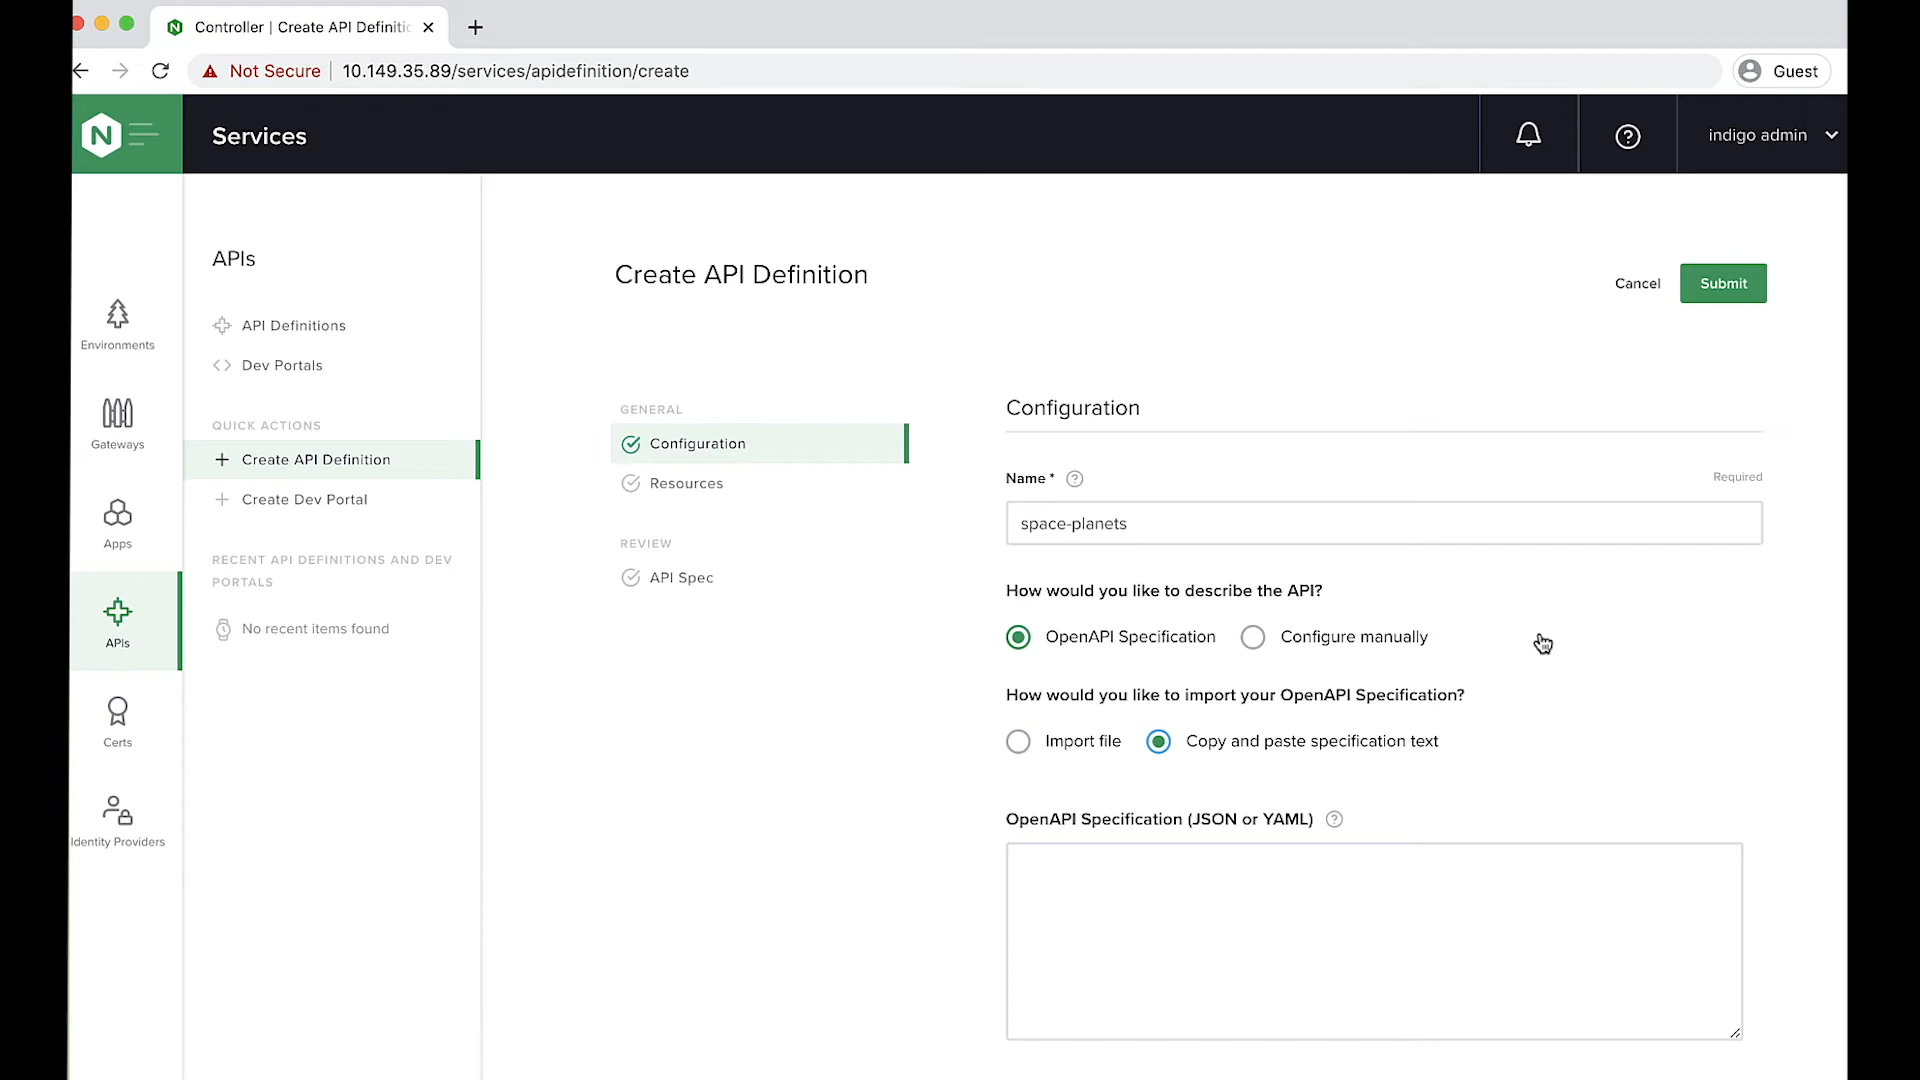 Controller | Create API Definitic
Not Secure
10.149.35.89/services/apidefinition/create
Guest
N
Services
indigo admin
Environments
Gateways
Apps
APIs
Certs
Identity Providers
APIs
API Definitions
Dev Portals
QUICK ACTIONS
Create API Definition
Create Dev Portal
RECENT API DEFINITIONS AND DEV
PORTALS
No recent items found
Create API Definition
Cancel
Submit
GENERAL
Configuration
Resources
REVIEW
API Spec
Configuration
Name *
Required
space-planets
How would you like to describe the API?
OpenAPI Specification
Configure manually
How would you like to import your OpenAPI Specification?
Import file
Copy and paste specification text
OpenAPI Specification (JSON or YAML)